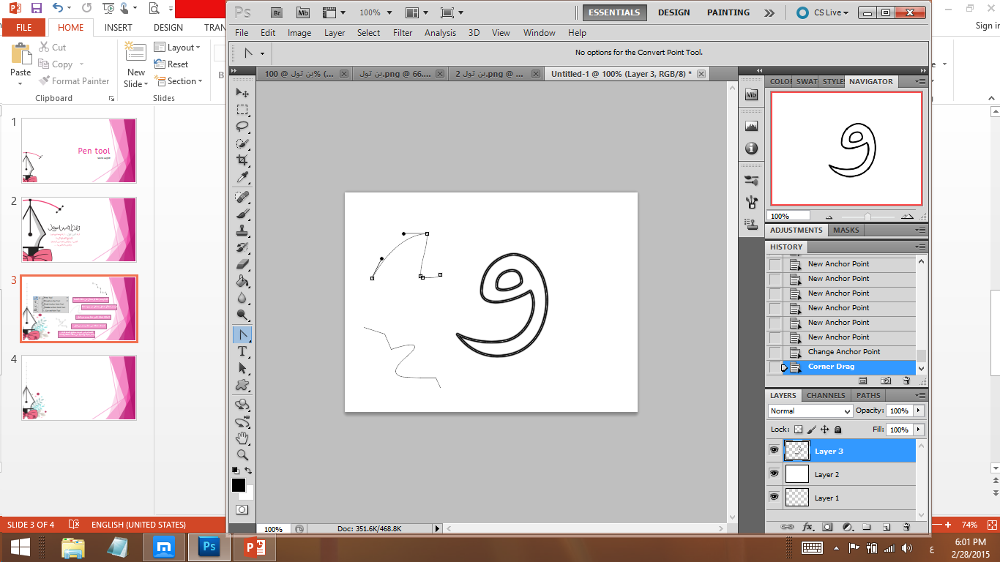 Ps
Br
Mb
100%
ESSENTIALS
DESIGN
PAINTING
CS Live
Sign in
FILE
HOME
INSERT
DESIGN
TRAN
File
Edit
Image
Layer
Select
Filter
Analysis
3D
View
Window
Help
Paste
Cut
Copy
Format Painter
Clipboard
New
Slide
Layout
Reset
Section
Slides
B
No options for the Convert Point Tool.
بن تول @ 100% (...
بن تول.png @ 66....
بن تول 2.png @ ...
Untitled-1 @ 100% (Layer 3, RGB/8) *
1
Pen tool
2
3
4
و
Mb
COLO
SWAT
STYLE
NAVIGATOR
و
100%
ADJUSTMENTS
MASKS
HISTORY
New Anchor Point
New Anchor Point
New Anchor Point
New Anchor Point
New Anchor Point
New Anchor Point
Change Anchor Point
Corner Drag
LAYERS
CHANNELS
PATHS
Normal
Opacity: 100%
Lock:
Fill: 100%
Layer 3
Layer 2
Layer 1
fx
100%
Doc: 351.6K/468.8K
SLIDE 3 OF 4
ENGLISH (UNITED STATES)
74%
Ps
ع
6:01 PM
2/28/2015